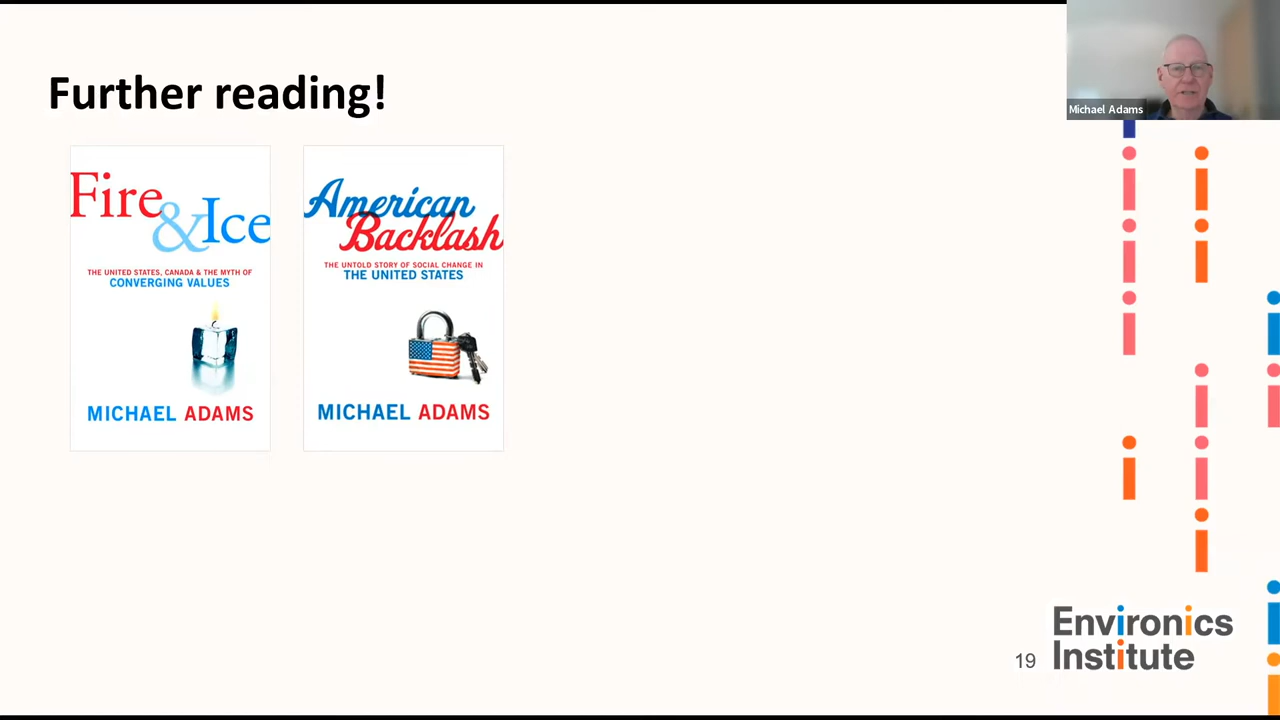 Further reading!
Michael Adams
Fire
&Ice
THE UNITED STATES, CANADA & THE MYTH OF
CONVERGING VALUES
MICHAEL ADAMS
American
Backlash
THE UNTOLD STORY OF SOCIAL CHANGE IN
THE UNITED STATES
MICHAEL ADAMS
19
Environics
Institute